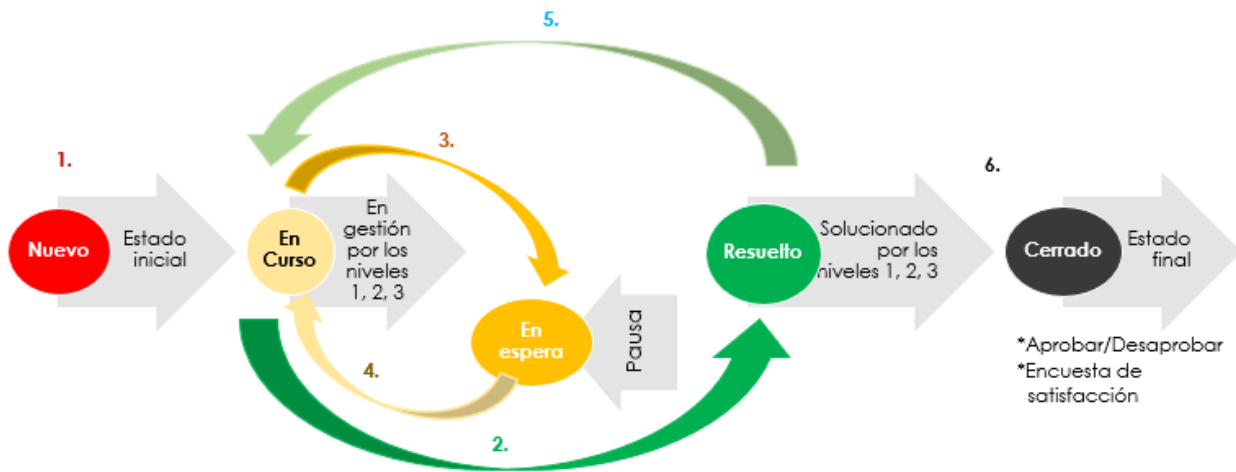 5.
1.
3.
6.
Nuevo
Estado
inicial
En
Curso
En
gestión
por los
niveles
1, 2, 3
Resuelto
Solucionado
por los
niveles 1, 2, 3
Cerrado
Estado
final
En
espera
Pausa
4.
2.
*Aprobar/Desaprobar
*Encuesta de
satisfacción